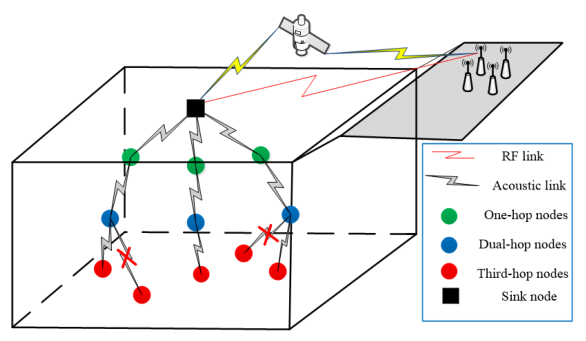 RF link
Acoustic link
One-hop nodes
Dual-hop nodes
Third-hop nodes
Sink node